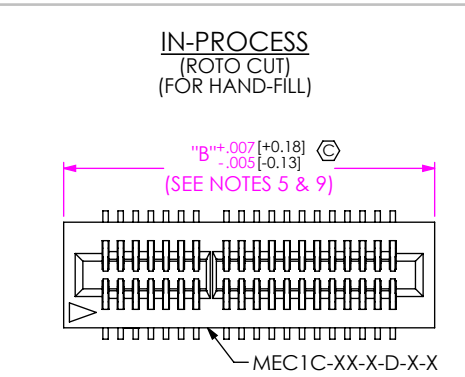 IN-PROCESS
(ROTO CUT)
(FOR HAND-FILL)
"B" +.007 [+0.18] C
-.005 [-0.13]
(SEE NOTES 5 & 9)
MEC1C-XX-X-D-X-X